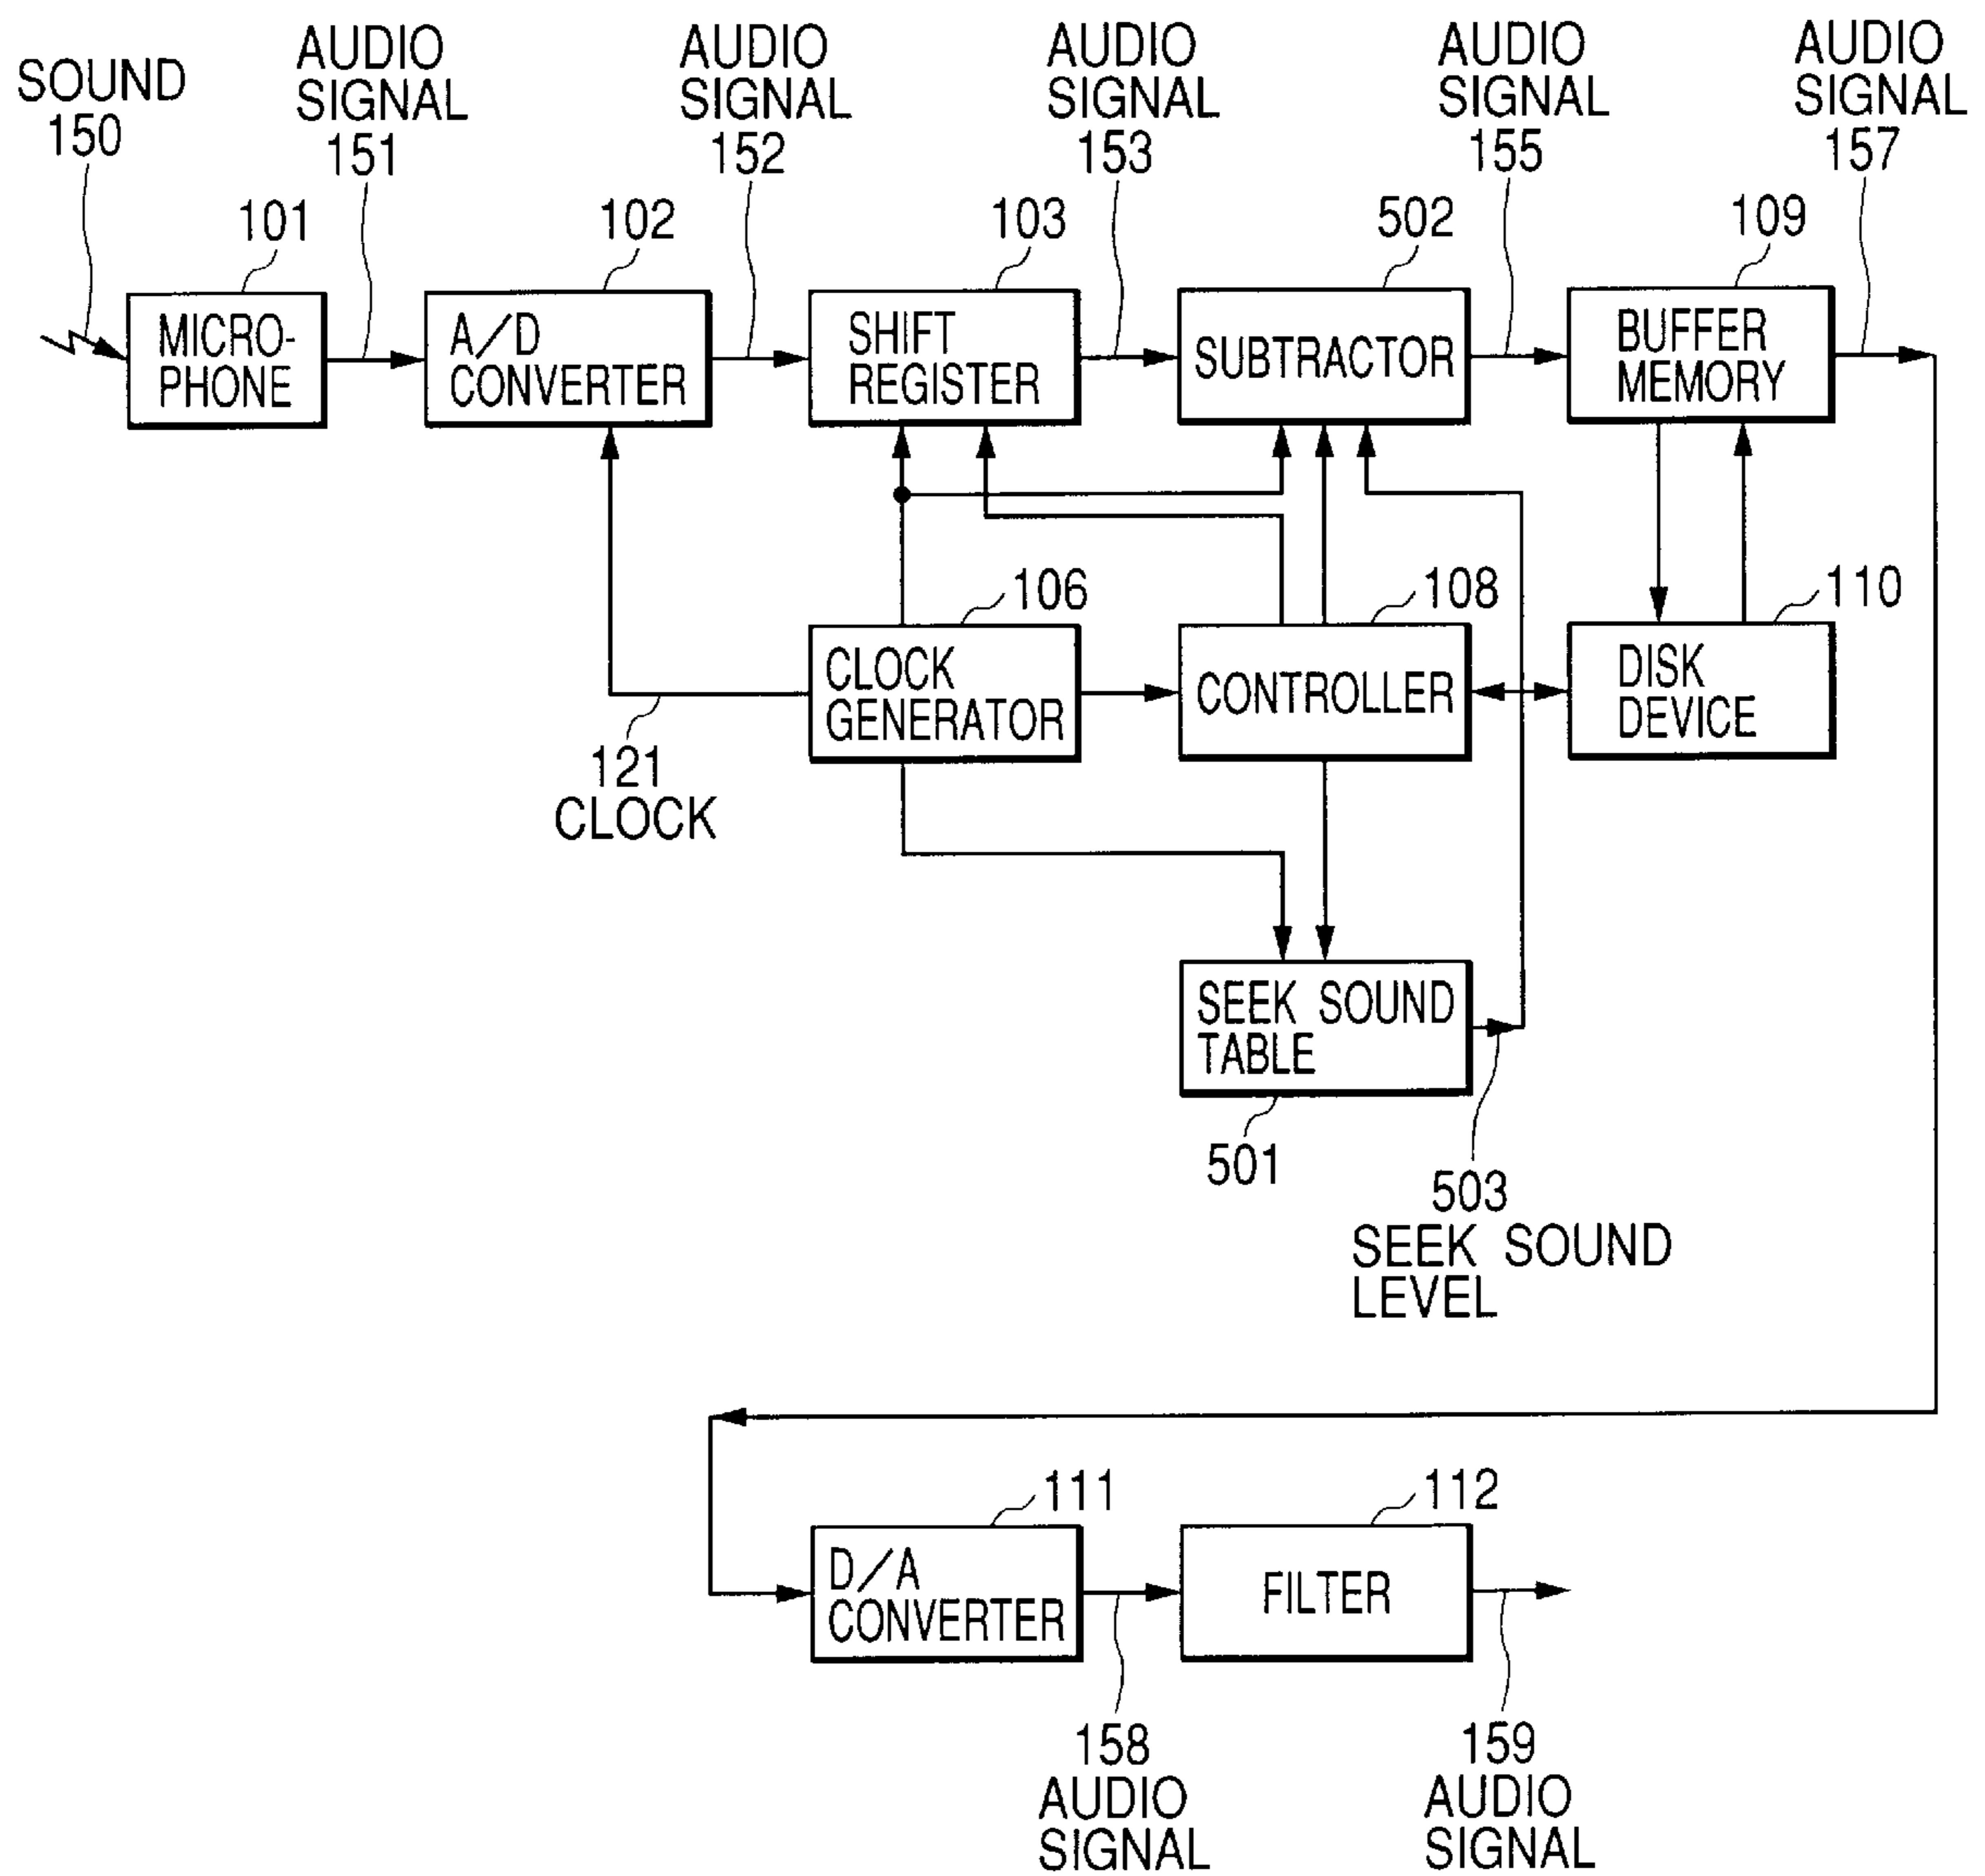 SOUND
150
AUDIO
SIGNAL
151
AUDIO
SIGNAL
152
AUDIO
SIGNAL
153
AUDIO
SIGNAL
155
AUDIO
SIGNAL
157
101
102
103
502
109
MICRO-
PHONE
A/D
CONVERTER
SHIFT
REGISTER
SUBTRACTOR
BUFFER
MEMORY
106
108
110
CLOCK
GENERATOR
CONTROLLER
DISK
DEVICE
121
CLOCK
SEEK SOUND
TABLE
501
503
SEEK SOUND
LEVEL
111
112
D/A
CONVERTER
FILTER
158
AUDIO
SIGNAL
159
AUDIO
SIGNAL